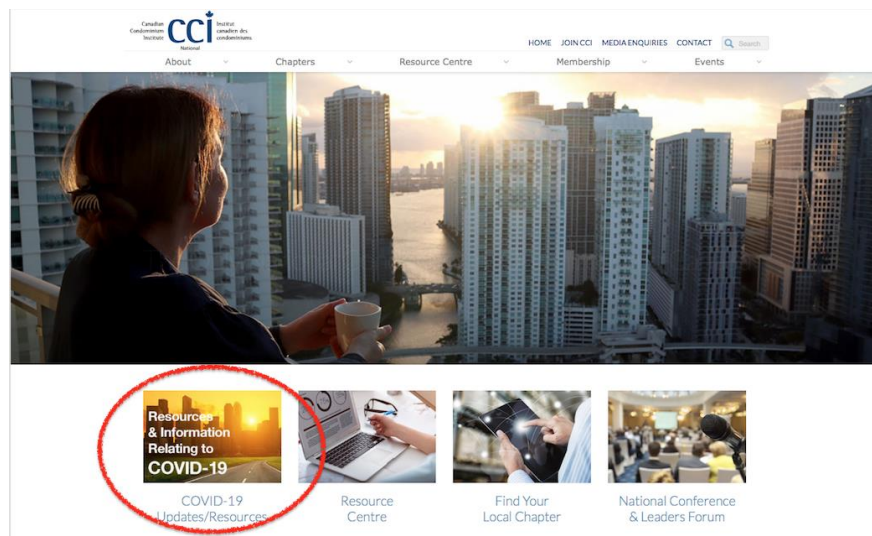 Canadian
Condominium
Institute
CCI
Institut
canadien des
condominiums
National
HOME JOIN CCI MEDIA ENQUIRIES CONTACT Search
About Chapters Resource Centre Membership Events
Resources
& Information
Relating to
COVID-19
COVID-19
Updates/Resources
Resource
Centre
Find Your
Local Chapter
National Conference
& Leaders Forum